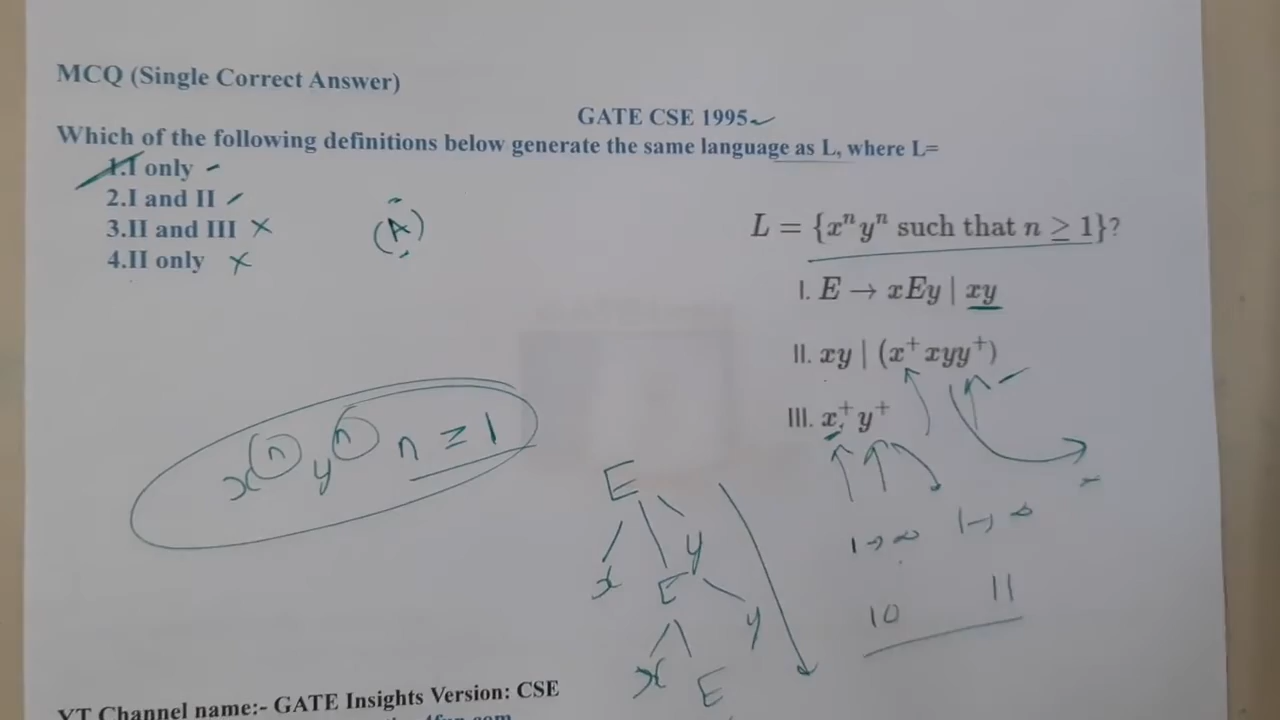 MCQ (Single Correct Answer)
GATE CSE 1995
Which of the following definitions below generate the same language as L, where L=
1.I only
2.I and II
3.II and III ×
4.II only ×
(A)
L = {xⁿyⁿ such that n ≥ 1}?
I. E → xEy | xy
II. xy | (x⁺xyy⁺)
III. x⁺y⁺
xⁿyⁿ n ≥ 1
E
x E y
x E y
1→∞ 1→∞
10 11
YT Channel name:- GATE Insights Version: CSE